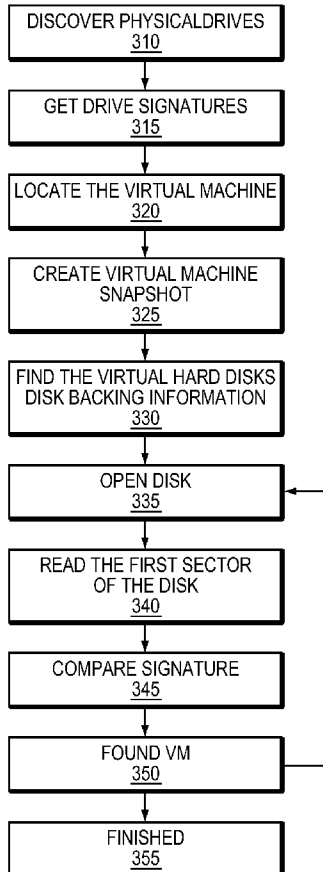 DISCOVER PHYSICALDRIVES
310
GET DRIVE SIGNATURES
315
LOCATE THE VIRTUAL MACHINE
320
CREATE VIRTUAL MACHINE
SNAPSHOT
325
FIND THE VIRTUAL HARD DISKS
DISK BACKING INFORMATION
330
OPEN DISK
335
READ THE FIRST SECTOR
OF THE DISK
340
COMPARE SIGNATURE
345
FOUND VM
350
FINISHED
355